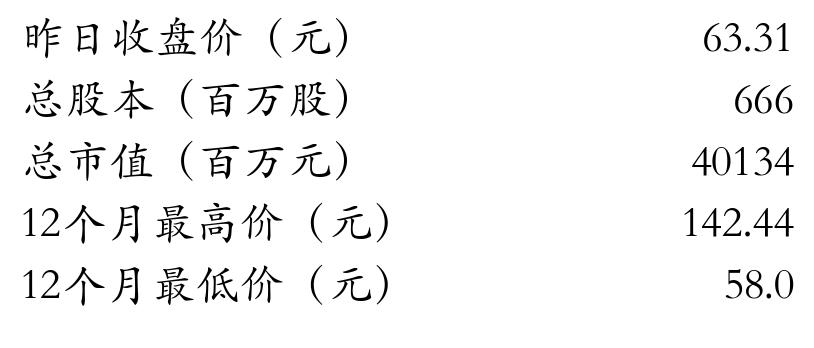 昨日收盘价（元） 63.31
总股本（百万股） 666
总市值（百万元） 40134
12个月最高价（元） 142.44
12个月最低价（元） 58.0